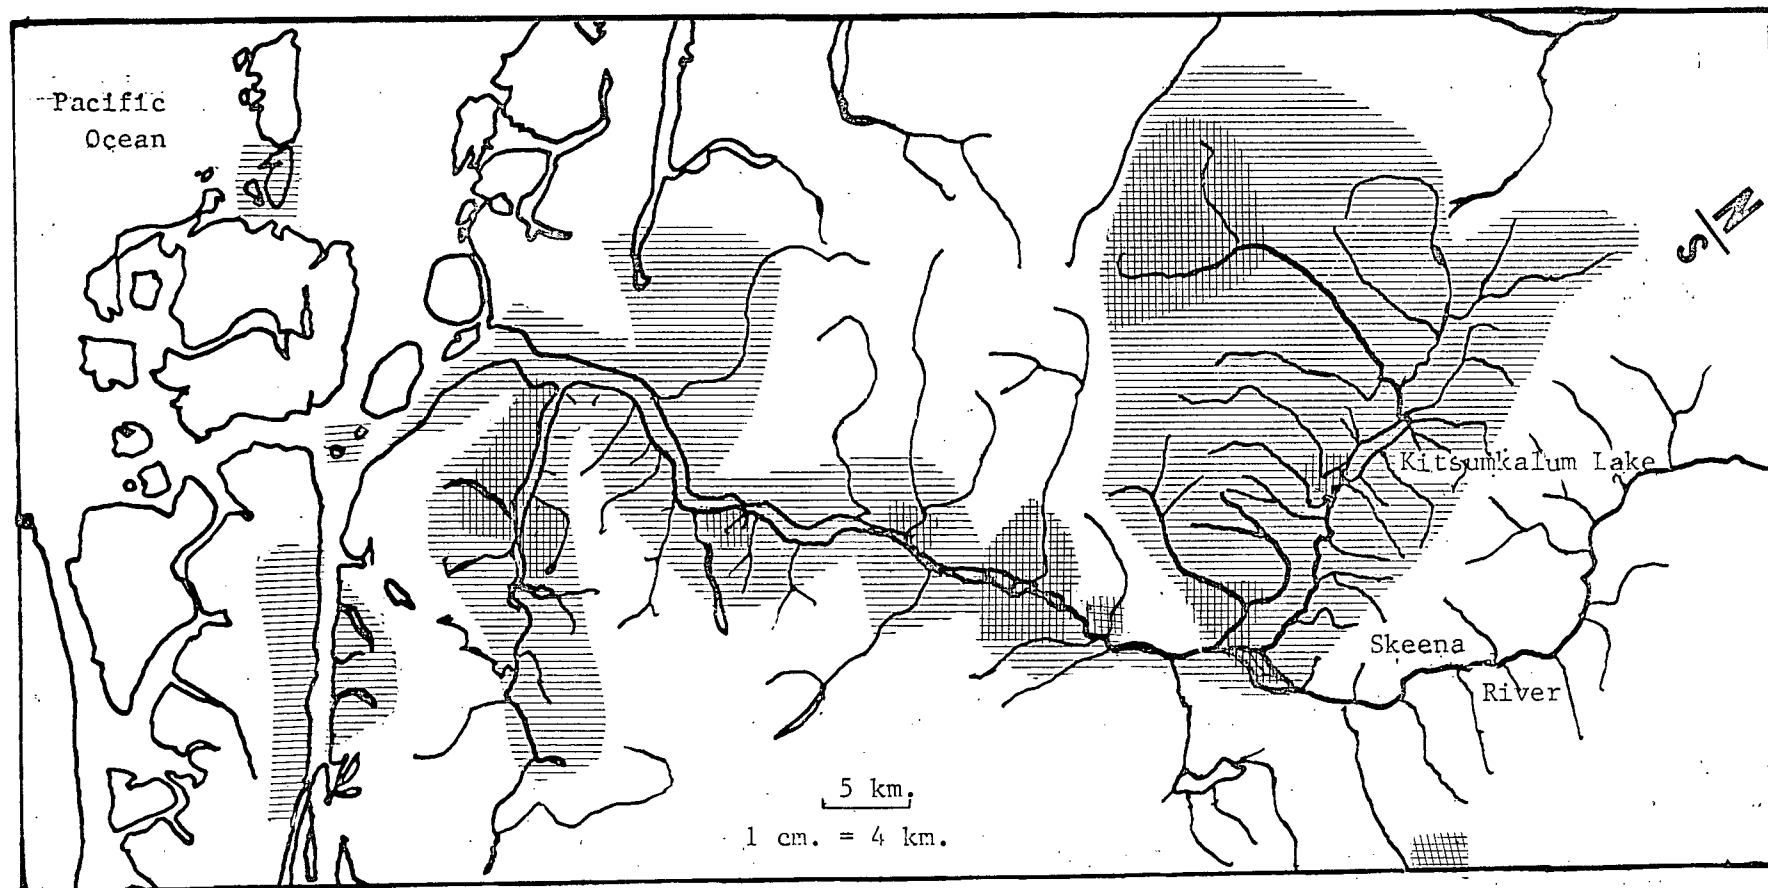 Pacific
Ocean
N
S
Kitsumkalum Lake
Skeena
River
5 km.
1 cm. = 4 km.